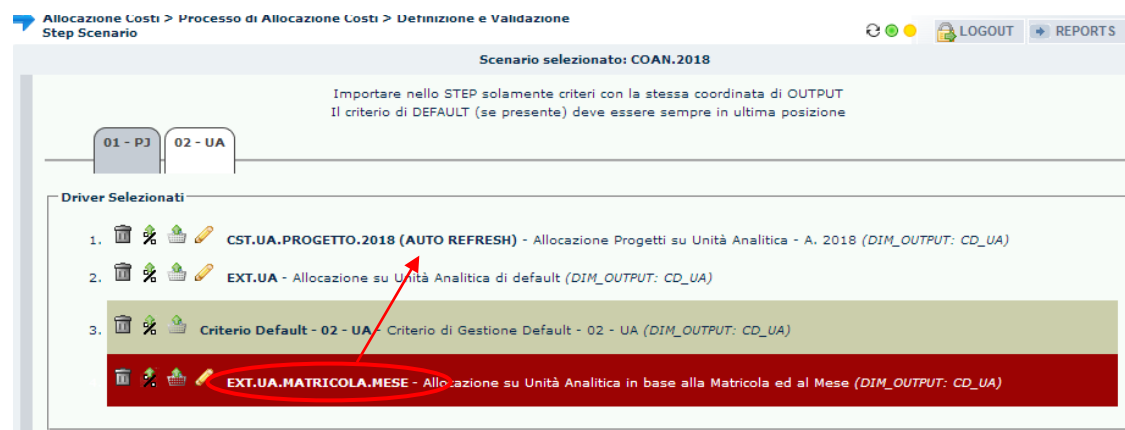 Allocazione Costi > Processo di Allocazione Costi > Definizione e Validazione
Step Scenario
LOGOUT
REPORTS
Scenario selezionato: COAN.2018
Importare nello STEP solamente criteri con la stessa coordinata di OUTPUT
Il criterio di DEFAULT (se presente) deve essere sempre in ultima posizione
01 - PJ
02 - UA
Driver Selezionati
1. CST.UA.PROGETTO.2018 (AUTO REFRESH) - Allocazione Progetti su Unità Analitica - A. 2018 (DIM_OUTPUT: CD_UA)
2. EXT.UA - Allocazione su Unità Analitica di default (DIM_OUTPUT: CD_UA)
3. Criterio Default - 02 - UA - Criterio di Gestione Default - 02 - UA (DIM_OUTPUT: CD_UA)
EXT.UA.MATRICOLA.MESE - Allocazione su Unità Analitica in base alla Matricola ed al Mese (DIM_OUTPUT: CD_UA)